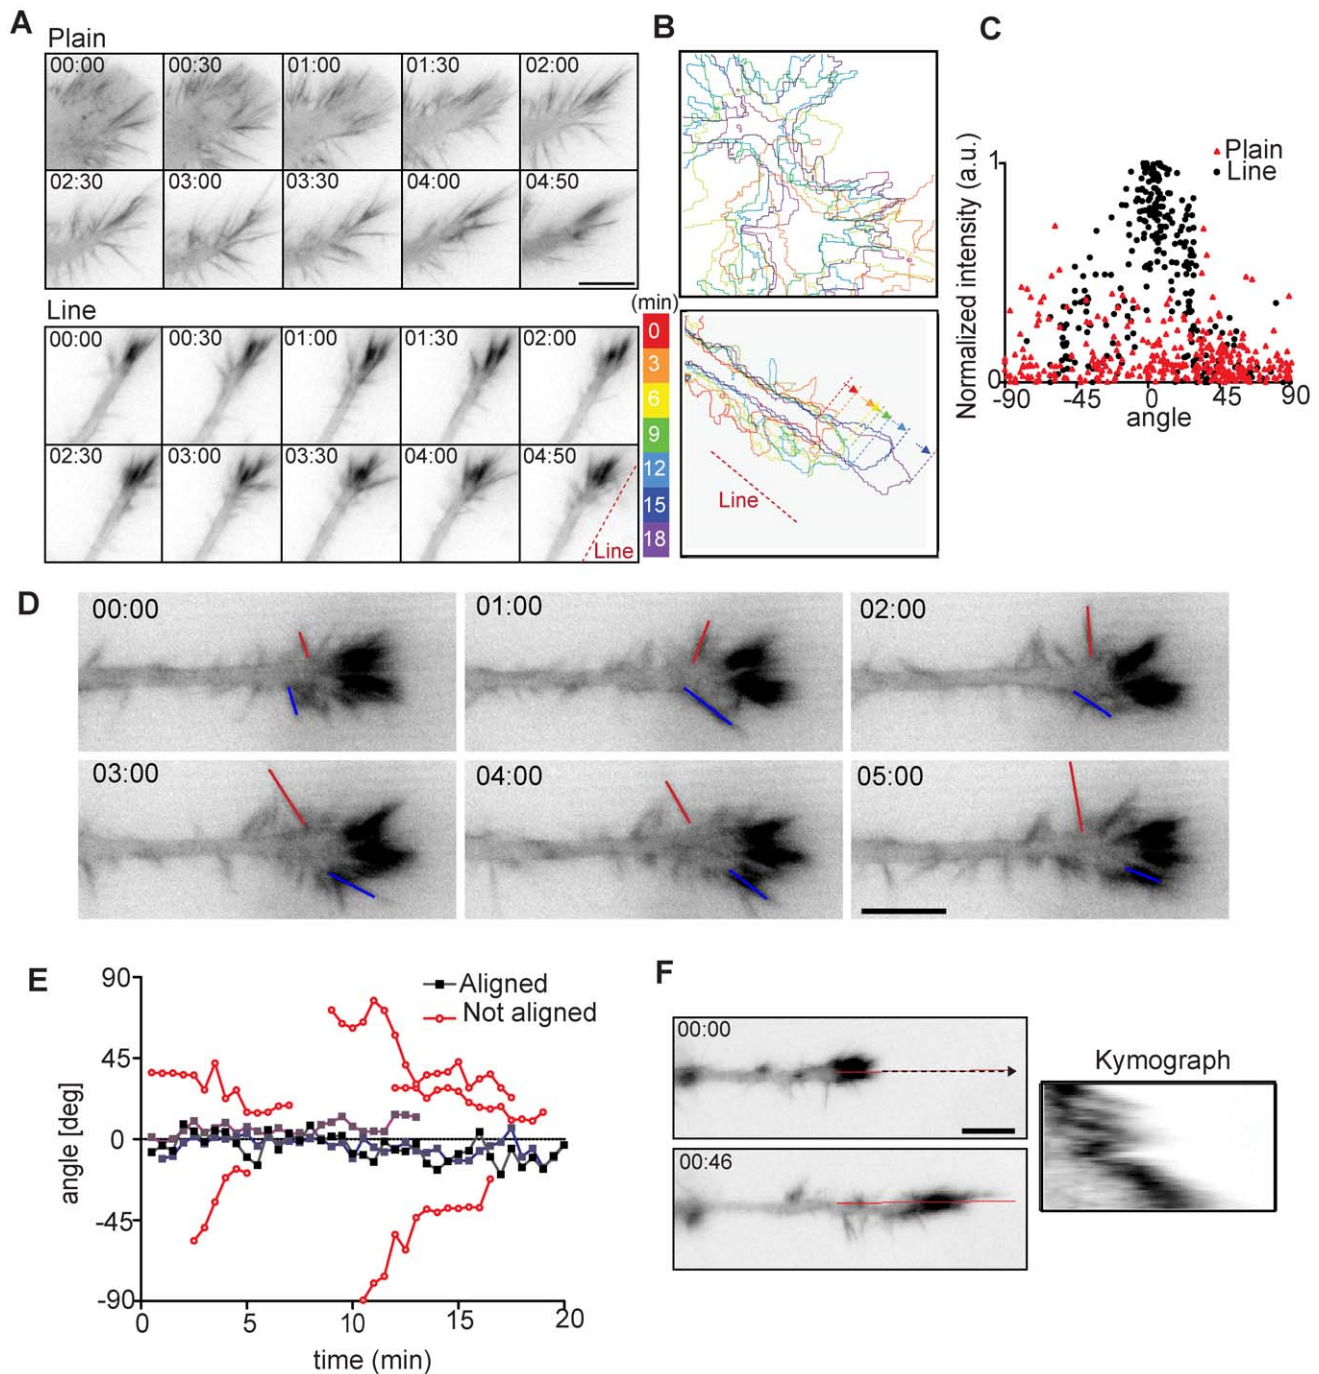 A
Plain
00:00 00:30 01:00 01:30 02:00
02:30 03:00 03:30 04:00 04:50
Line
00:00 00:30 01:00 01:30 02:00
02:30 03:00 03:30 04:00 04:50
Line
B
(min)
0
3
6
9
12
15
18
Line
C
Plain
Line
Normalized intensity (a.u.)
1
0
-90 -45 0 45 90
angle
D
00:00 01:00 02:00
03:00 04:00 05:00
E
Aligned
Not aligned
angle [deg]
90
45
0
-45
-90
0 5 10 15 20
time (min)
F
00:00
00:46
Kymograph